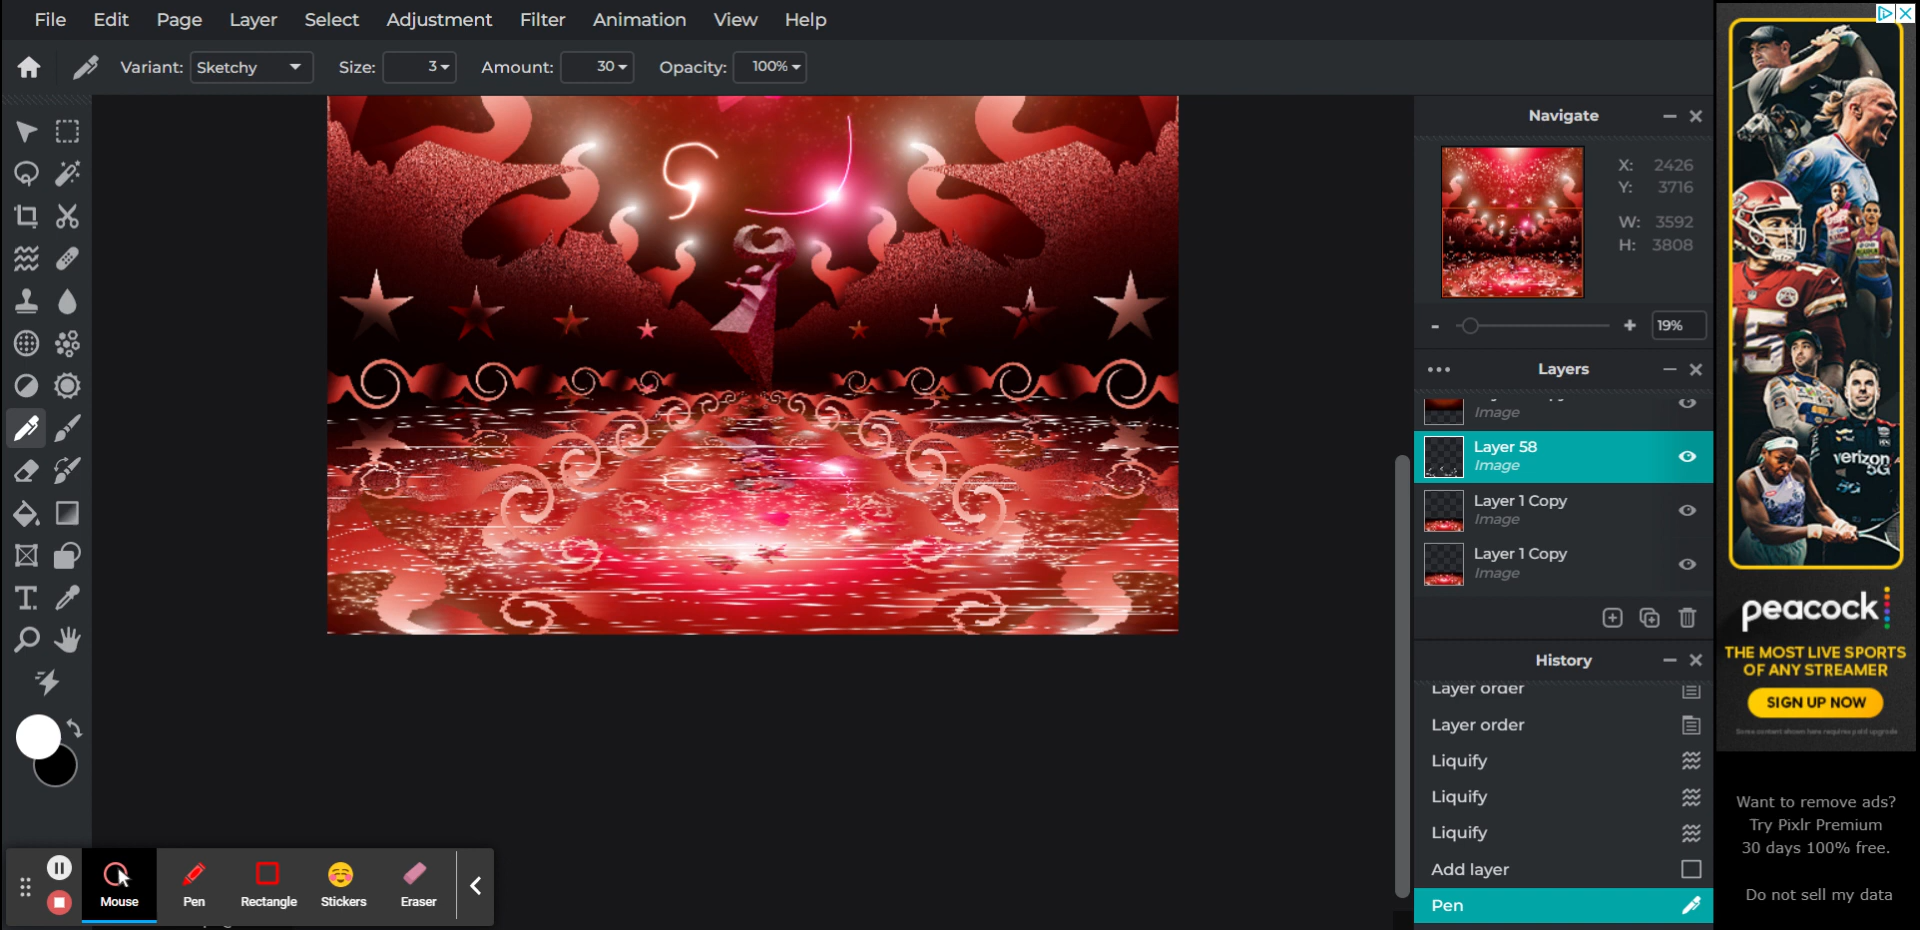 File Edit Page Layer Select Adjustment Filter Animation View Help
Variant: Sketchy Size: 3 Amount: 30 Opacity: 100%
Navigate
X: 2426
Y: 3716
W: 3592
H: 3808
- + 19%
Layers
Image
Layer 58
Image
Layer 1 Copy
Image
Layer 1 Copy
Image
History
Layer order
Layer order
Liquify
Liquify
Liquify
Add layer
Pen
Mouse Pen Rectangle Stickers Eraser
verizon
peacock
THE MOST LIVE SPORTS
OF ANY STREAMER
SIGN UP NOW
Want to remove ads?
Try Pixlr Premium
30 days 100% free.
Do not sell my data